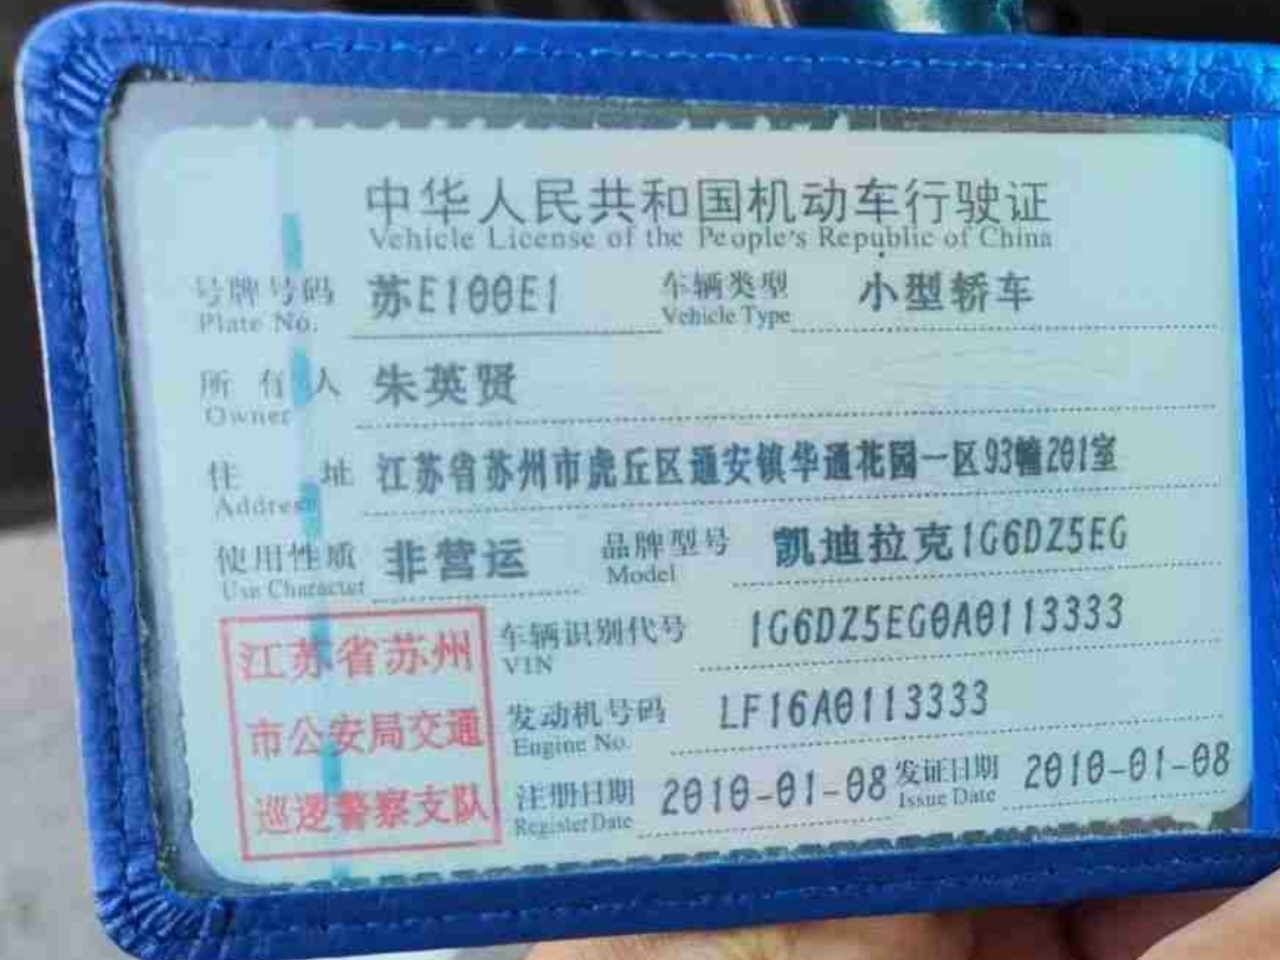 中华人民共和国机动车行驶证
Vehicle License of the People's Republic of China
号牌号码 苏E100E1 车辆类型 小型轿车
Plate No. Vehicle Type
所有人 朱英贤
Owner
住址 江苏省苏州市虎丘区通安镇华通花园一区93幢201室
Address
使用性质 非营运 品牌型号 凯迪拉克1G6DZ5EG
Use Character Model
江苏省苏州
市公安局交通
巡逻警察支队
车辆识别代号 1G6DZ5EG0A0113333
VIN
发动机号码 LF16A0113333
Engine No.
注册日期 2010-01-08 发证日期 2010-01-08
Register Date Issue Date